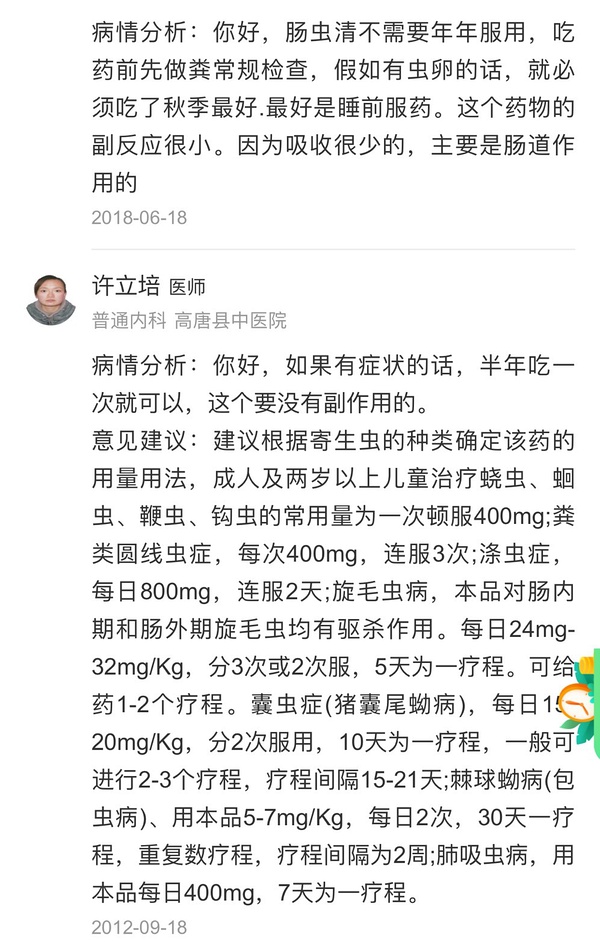 病情分析：你好，肠虫清不需要年年服用，吃
药前先做粪常规检查，假如有虫卵的话，就必
须吃了秋季最好.最好是睡前服药。这个药物的
副反应很小。因为吸收很少的，主要是肠道作
用的
2018-06-18
许立培 医师
普通内科 高唐县中医院
病情分析：你好，如果有症状的话，半年吃一
次就可以，这个要没有副作用的。
意见建议：建议根据寄生虫的种类确定该药的
用量用法，成人及两岁以上儿童治疗蛲虫、蛔
虫、鞭虫、钩虫的常用量为一次顿服400mg;粪
类圆线虫症，每次400mg，连服3次;涤虫症，
每日800mg，连服2天;旋毛虫病，本品对肠内
期和肠外期旋毛虫均有驱杀作用。每日24mg-
32mg/Kg，分3次或2次服，5天为一疗程。可给
药1-2个疗程。囊虫症(猪囊尾蚴病)，每日15
20mg/Kg，分2次服用，10天为一疗程，一般可
进行2-3个疗程，疗程间隔15-21天;棘球蚴病(包
虫病)、用本品5-7mg/Kg，每日2次，30天一疗
程，重复数疗程，疗程间隔为2周;肺吸虫病，用
本品每日400mg，7天为一疗程。
2012-09-18